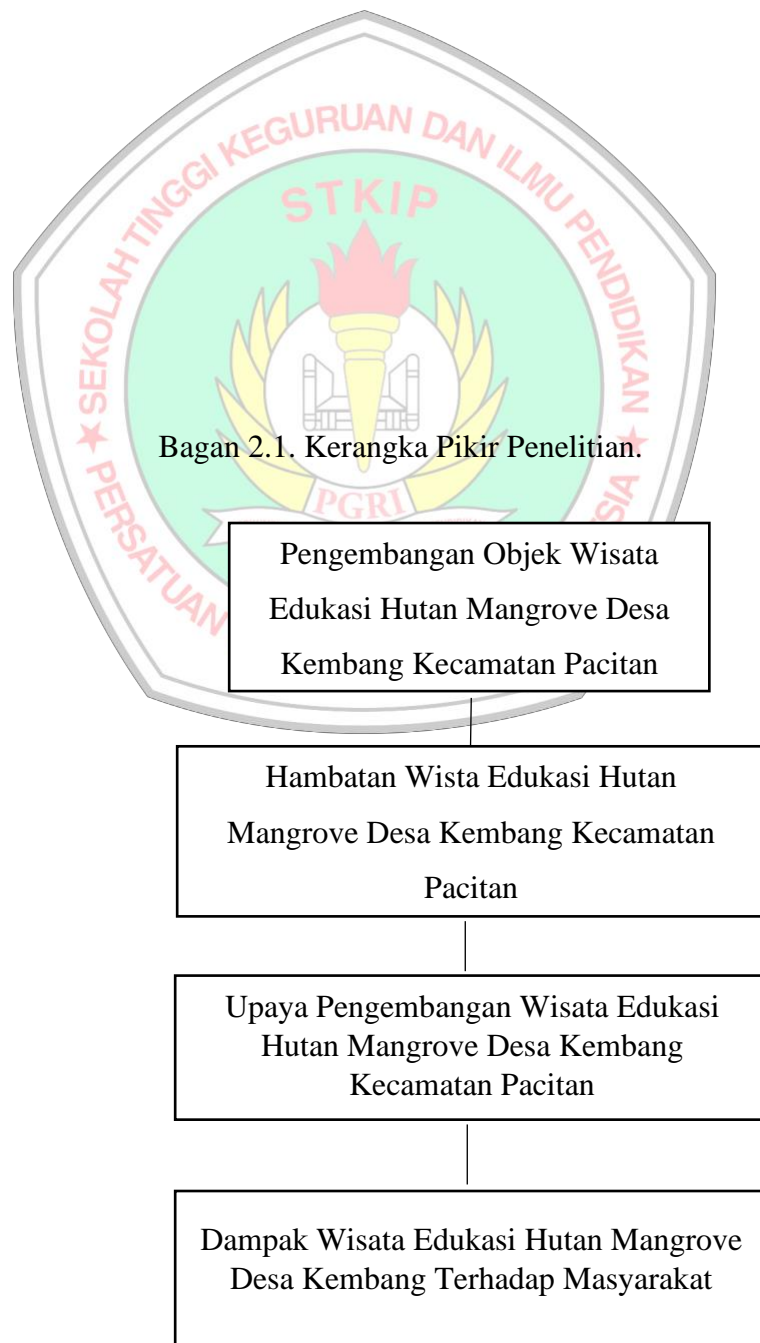 SEKOLAH TINGGI KEGURUAN DAN ILMU PENDIDIKAN
STKIP
Bagan 2.1. Kerangka Pikir Penelitian.
PGRI
PERSATUAN
Pengembangan Objek Wisata
Edukasi Hutan Mangrove Desa
Kembang Kecamatan Pacitan
Hambatan Wista Edukasi Hutan
Mangrove Desa Kembang Kecamatan
Pacitan
Upaya Pengembangan Wisata Edukasi
Hutan Mangrove Desa Kembang
Kecamatan Pacitan
Dampak Wisata Edukasi Hutan Mangrove
Desa Kembang Terhadap Masyarakat